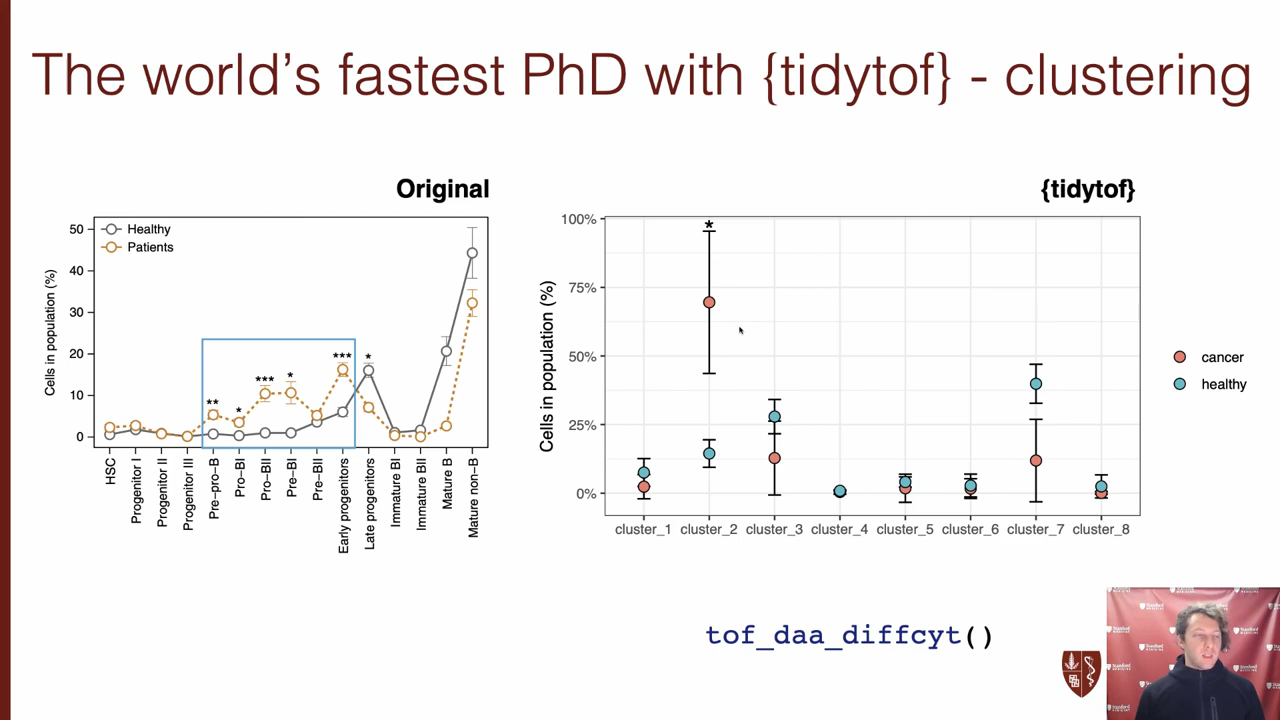 The world's fastest PhD with {tidytof} - clustering
Original
Cells in population (%)
50
40
30
20
10
0
Healthy
Patients
**
*
***
*
***
*
HSC
Progenitor I
Progenitor II
Progenitor III
Pre-pro-B
Pro-BI
Pro-BII
Pre-BI
Pre-BII
Early progenitors
Late progenitors
Immature BI
Immature BII
Mature B
Mature non-B
{tidytof}
Cells in population (%)
100%
75%
50%
25%
0%
*
cluster_1
cluster_2
cluster_3
cluster_4
cluster_5
cluster_6
cluster_7
cluster_8
cancer
healthy
tof_daa_diffcyt()